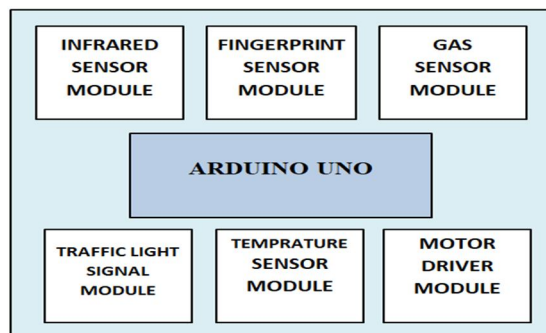 INFRARED
SENSOR
MODULE
FINGERPRINT
SENSOR
MODULE
GAS
SENSOR
MODULE
ARDUINO UNO
TRAFFIC LIGHT
SIGNAL
MODULE
TEMPRATURE
SENSOR
MODULE
MOTOR
DRIVER
MODULE